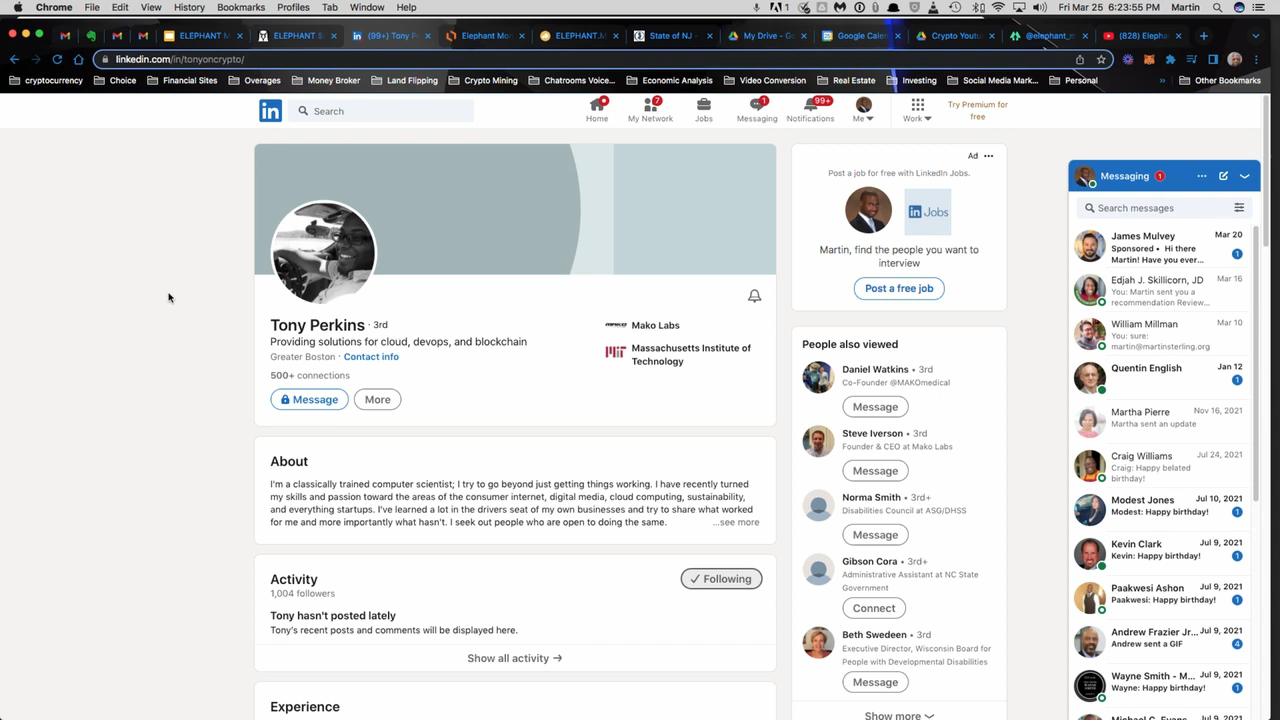 Chrome File Edit View History Bookmarks Profiles Tab Window Help
1
Fri Mar 25 6:23:55 PM Martin
ELEPHANT M
ELEPHANT S
(99+) Tony P
Elephant Mo
ELEPHANT.M
State of NJ -
My Drive - Go
Google Calen
Crypto Youtu
@elephant_m
(828) Elepha
linkedin.com/in/tonyoncrypto/
cryptocurrency Choice Financial Sites Overages Money Broker Land Flipping Crypto Mining Chatrooms Voice... Economic Analysis Video Conversion Real Estate Investing Social Media Mark... Personal » Other Bookmarks
in Search
Home
7
My Network
Jobs
1
Messaging
99+
Notifications
Me
Work
Try Premium for
free
Tony Perkins · 3rd
Providing solutions for cloud, devops, and blockchain
Greater Boston · Contact info
500+ connections
Message More
Mako Labs
MIT
Massachusetts Institute of
Technology
About
I'm a classically trained computer scientist; I try to go beyond just getting things working. I have recently turned
my skills and passion toward the areas of the consumer internet, digital media, cloud computing, sustainability,
and everything startups. I've learned a lot in the drivers seat of my own businesses and try to share what worked
for me and more importantly what hasn't. I seek out people who are open to doing the same. ...see more
Activity
1,004 followers
Following
Tony hasn't posted lately
Tony's recent posts and comments will be displayed here.
Show all activity →
Experience
Ad •••
Post a job for free with LinkedIn Jobs.
in Jobs
Martin, find the people you want to
interview
Post a free job
People also viewed
Daniel Watkins • 3rd
Co-Founder @MAKOmedical
Message
Steve Iverson • 3rd
Founder & CEO at Mako Labs
Message
Norma Smith • 3rd+
Disabilities Council at ASG/DHSS
Message
Gibson Cora • 3rd+
Administrative Assistant at NC State
Government
Connect
Beth Swedeen • 3rd
Executive Director, Wisconsin Board for
People with Developmental Disabilities
Message
Show more
Messaging 1
Search messages
James Mulvey Mar 20
Sponsored • Hi there
Martin! Have you ever... 1
Edjah J. Skillicorn, JD Mar 16
You: Martin sent you a
recommendation Review...
William Millman Mar 10
You: sure:
martin@martinsterling.org
Quentin English Jan 12
1
Martha Pierre Nov 16, 2021
Martha sent an update
Craig Williams Jul 24, 2021
Craig: Happy belated
birthday!
Modest Jones Jul 10, 2021
Modest: Happy birthday! 1
Kevin Clark Jul 9, 2021
Kevin: Happy birthday! 1
Paakwesi Ashon Jul 9, 2021
Paakwesi: Happy birthday! 1
Andrew Frazier Jr... Jul 9, 2021
Andrew sent a GIF 4
Wayne Smith - M... Jul 9, 2021
Wayne: Happy birthday! 1